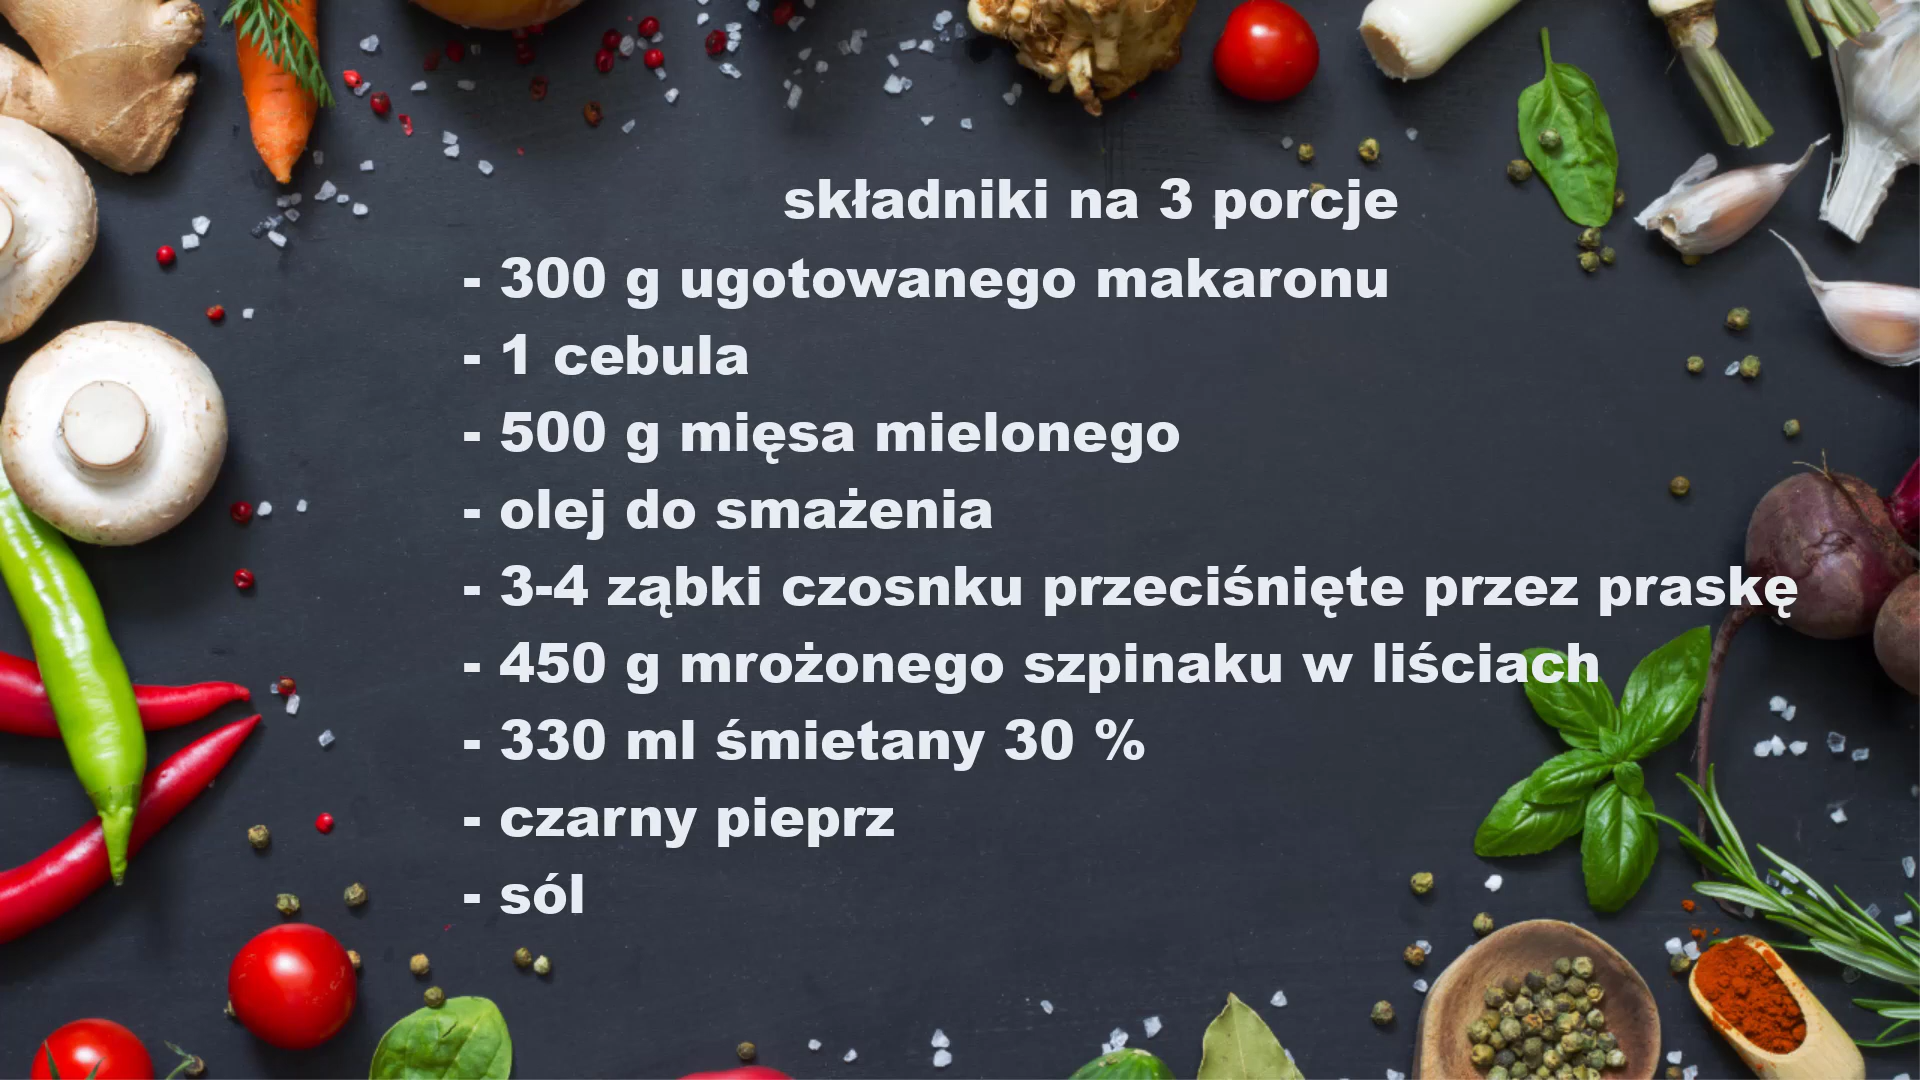 składniki na 3 porcje
- 300 g ugotowanego makaronu
- 1 cebula
- 500 g mięsa mielonego
- olej do smażenia
- 3-4 ząbki czosnku przeciśnięte przez praskę
- 450 g mrożonego szpinaku w liściach
- 330 ml śmietany 30 %
- czarny pieprz
- sól